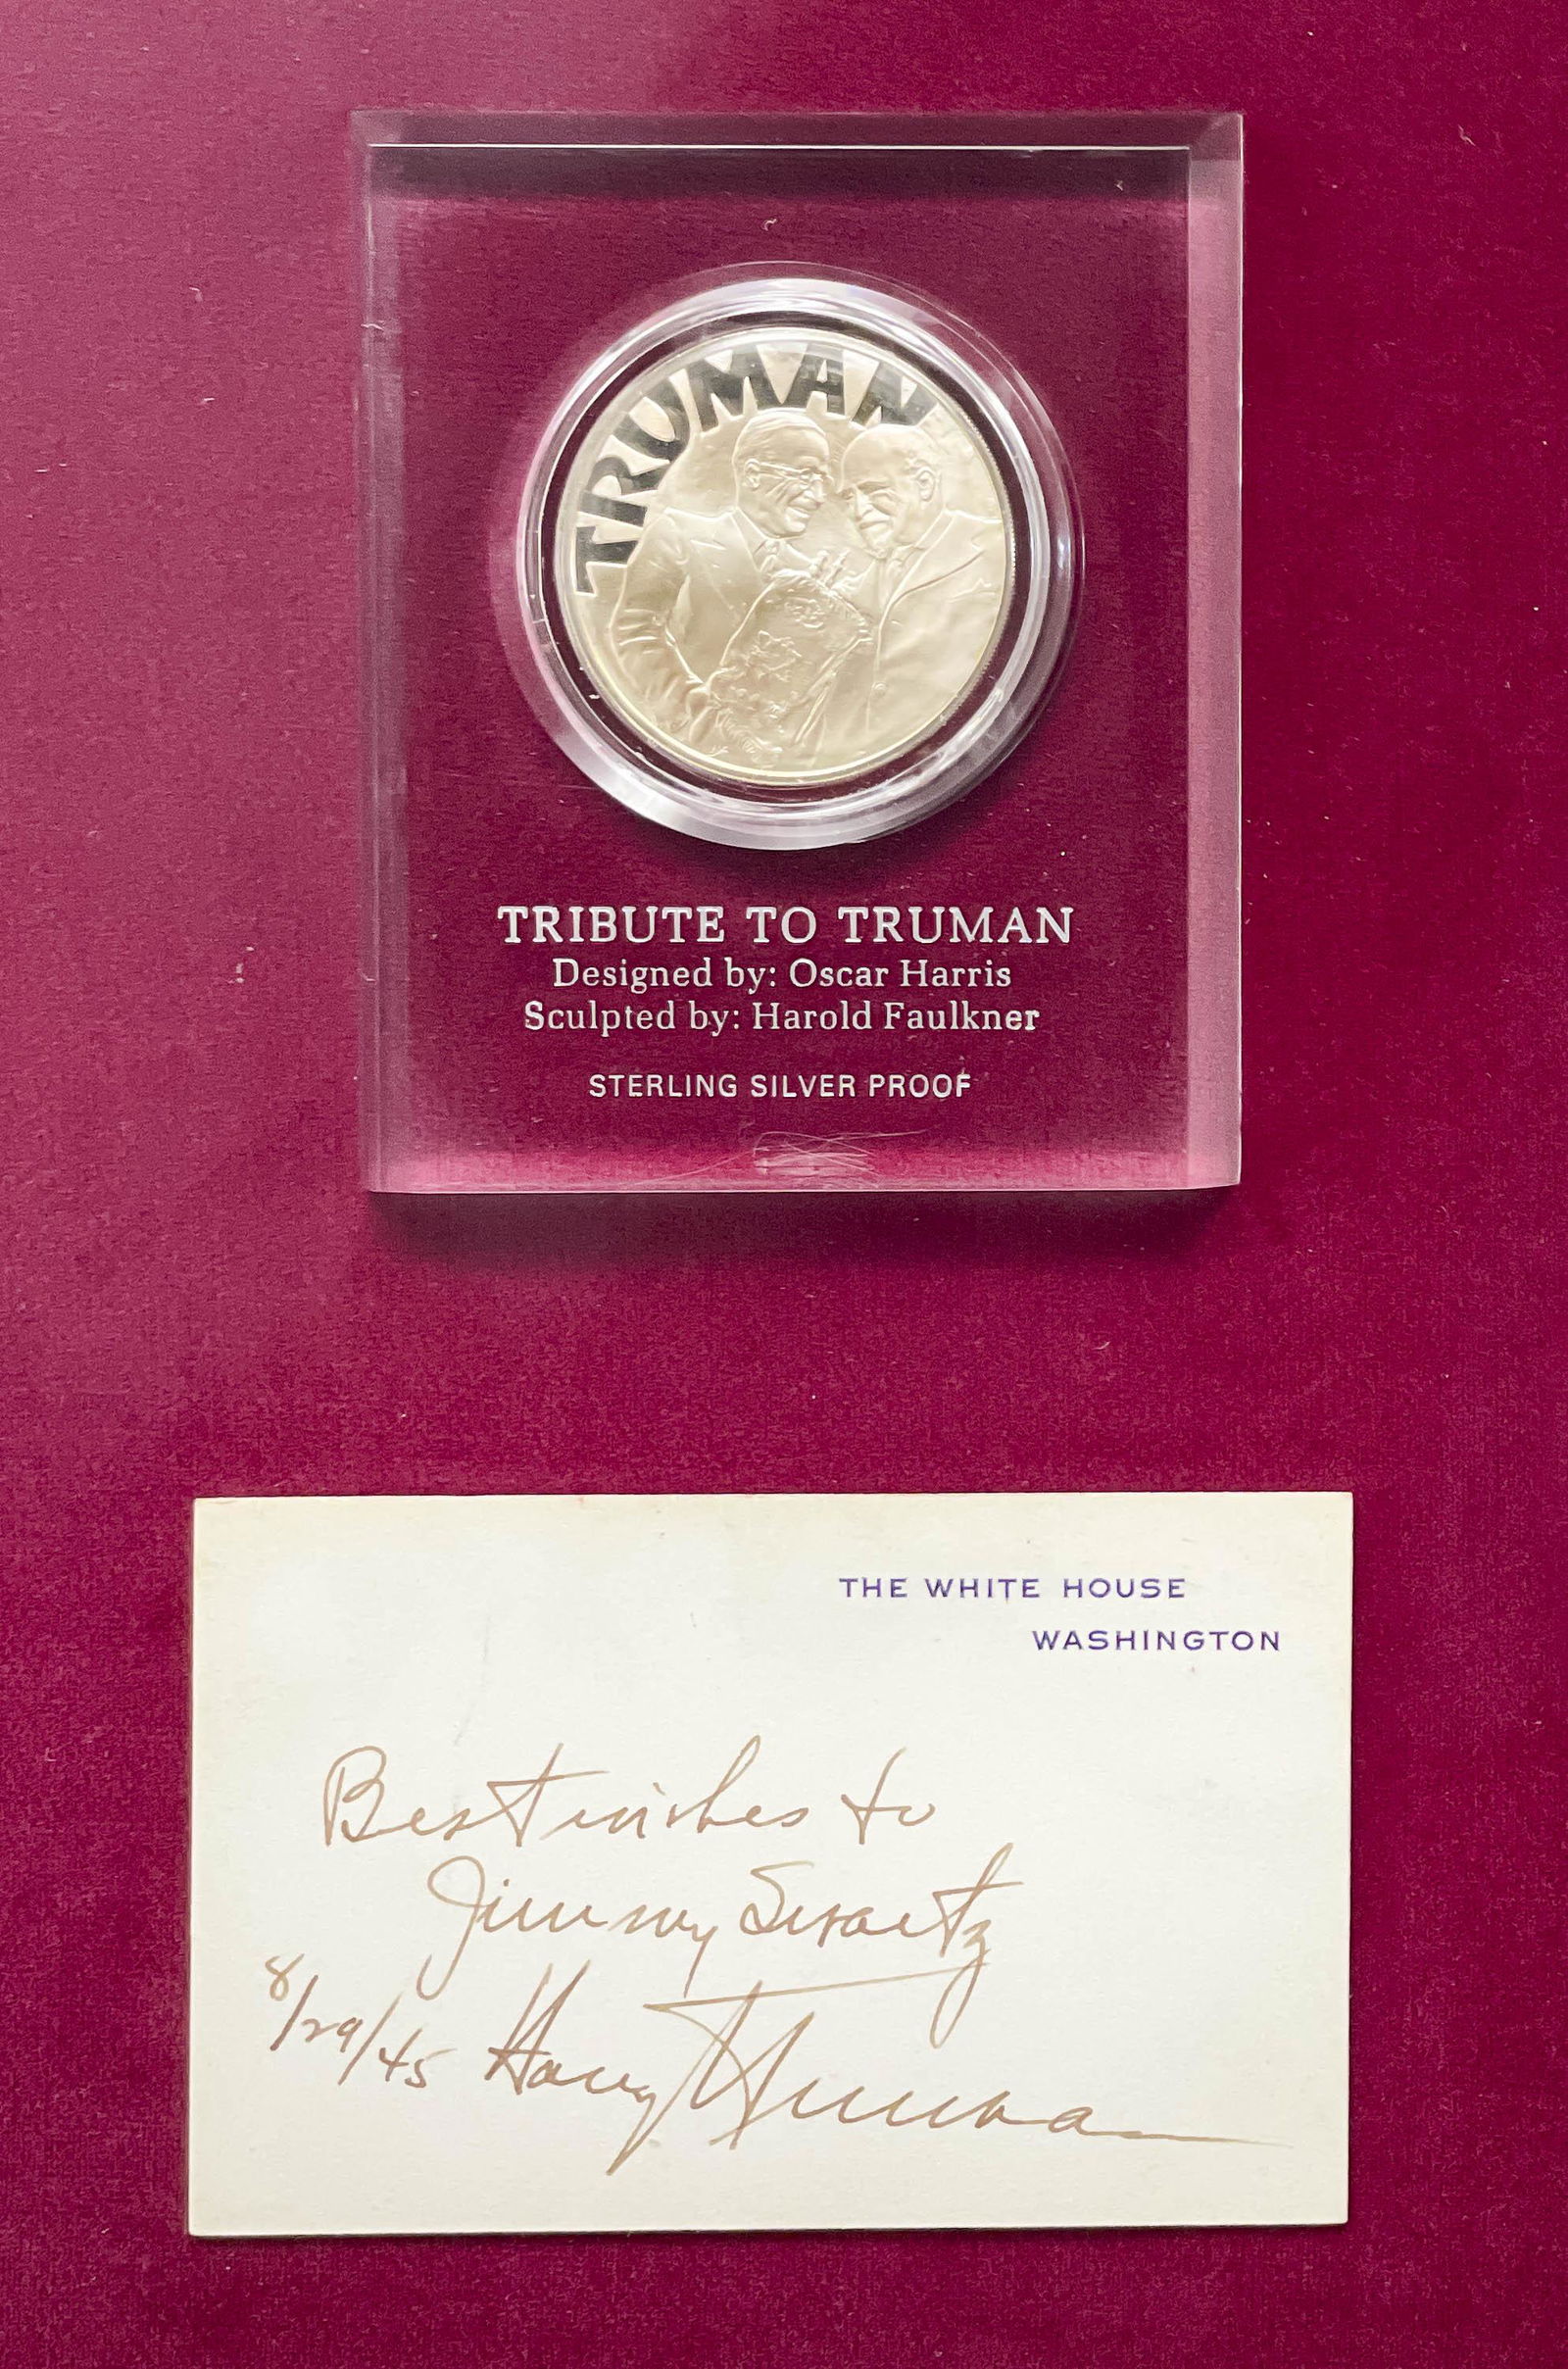 TRUMAN
TRIBUTE TO TRUMAN
Designed by: Oscar Harris
Sculpted by: Harold Faulkner
STERLING SILVER PROOF
THE WHITE HOUSE
WASHINGTON
Best wishes to
Jimmy Swartz
8/29/45 Harry Truman